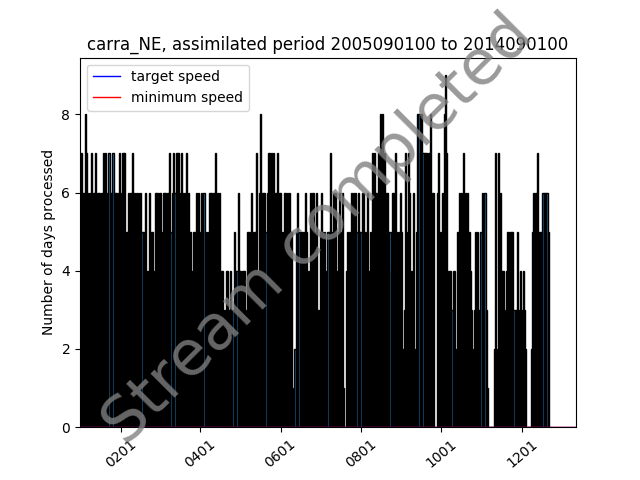 carra_NE, assimilated period 2005090100 to 2014090100
target speed
minimum speed
Stream completed
Number of days processed
8
6
4
2
0
0201
0401
0601
0801
1001
1201